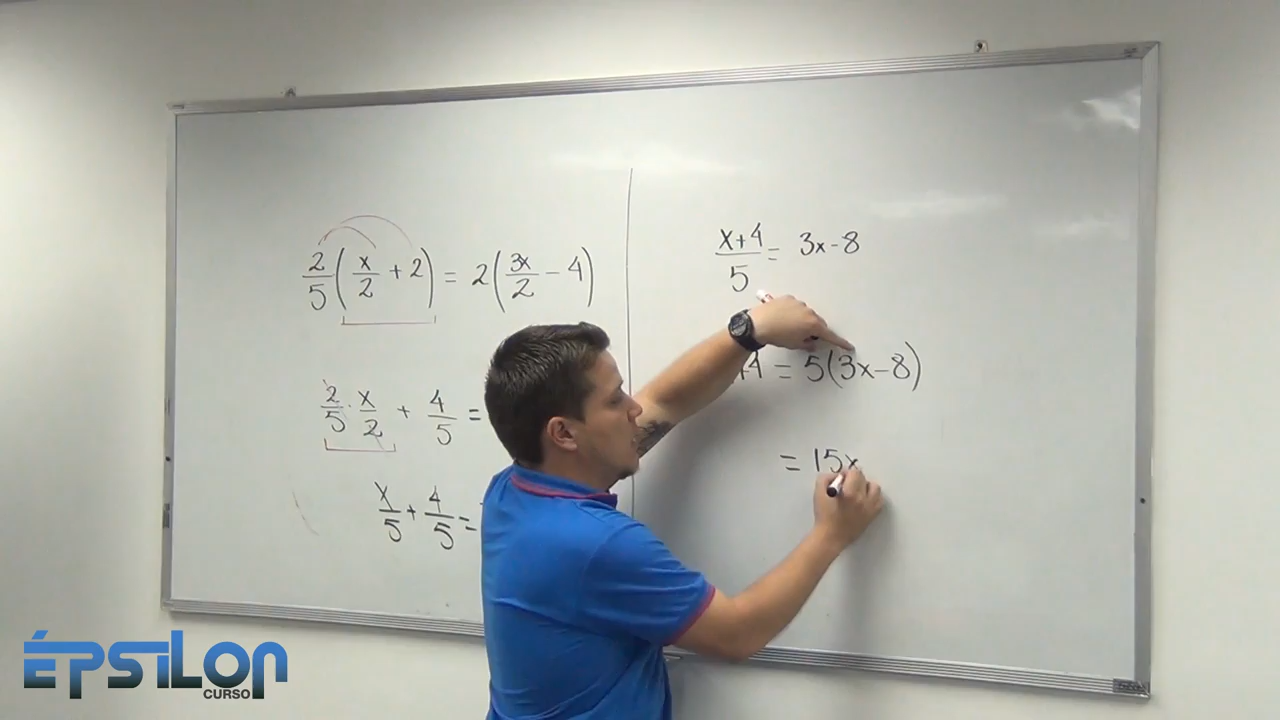 2/5 ( x/2 + 2 ) = 2 ( 3x/2 - 4 )
2/5 · x/2 + 4/5 =
x/5 + 4/5 =
x+4/5 = 3x-8
4 = 5(3x-8)
= 15x
ÉPSILON
CURSO